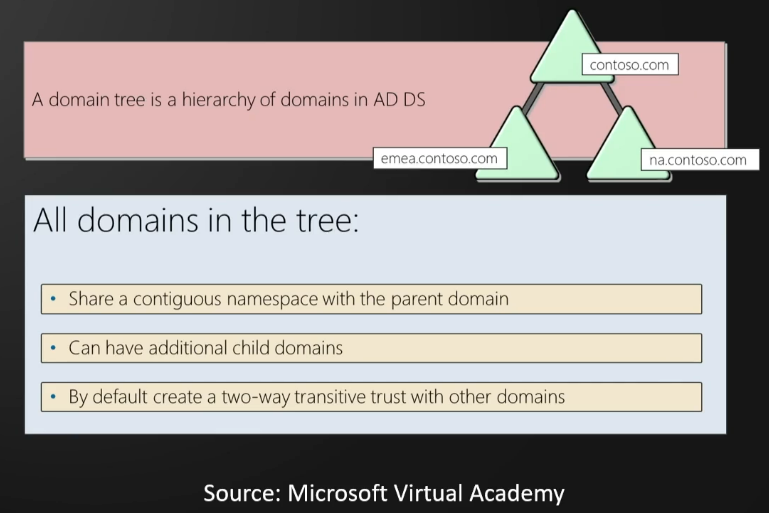 contoso.com
A domain tree is a hierarchy of domains in AD DS
emea.contoso.com
na.contoso.com
All domains in the tree:
• Share a contiguous namespace with the parent domain
• Can have additional child domains
• By default create a two-way transitive trust with other domains
Source: Microsoft Virtual Academy